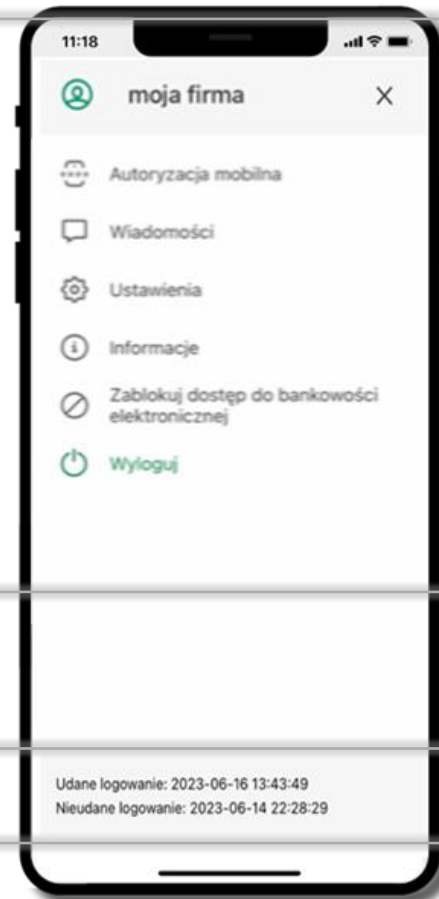 11:18
moja firma
Autoryzacja mobilna
Wiadomości
Ustawienia
Informacje
Zablokuj dostęp do bankowości
elektronicznej
Wyloguj
Udane logowanie: 2023-06-16 13:43:49
Nieudane logowanie: 2023-06-14 22:28:29